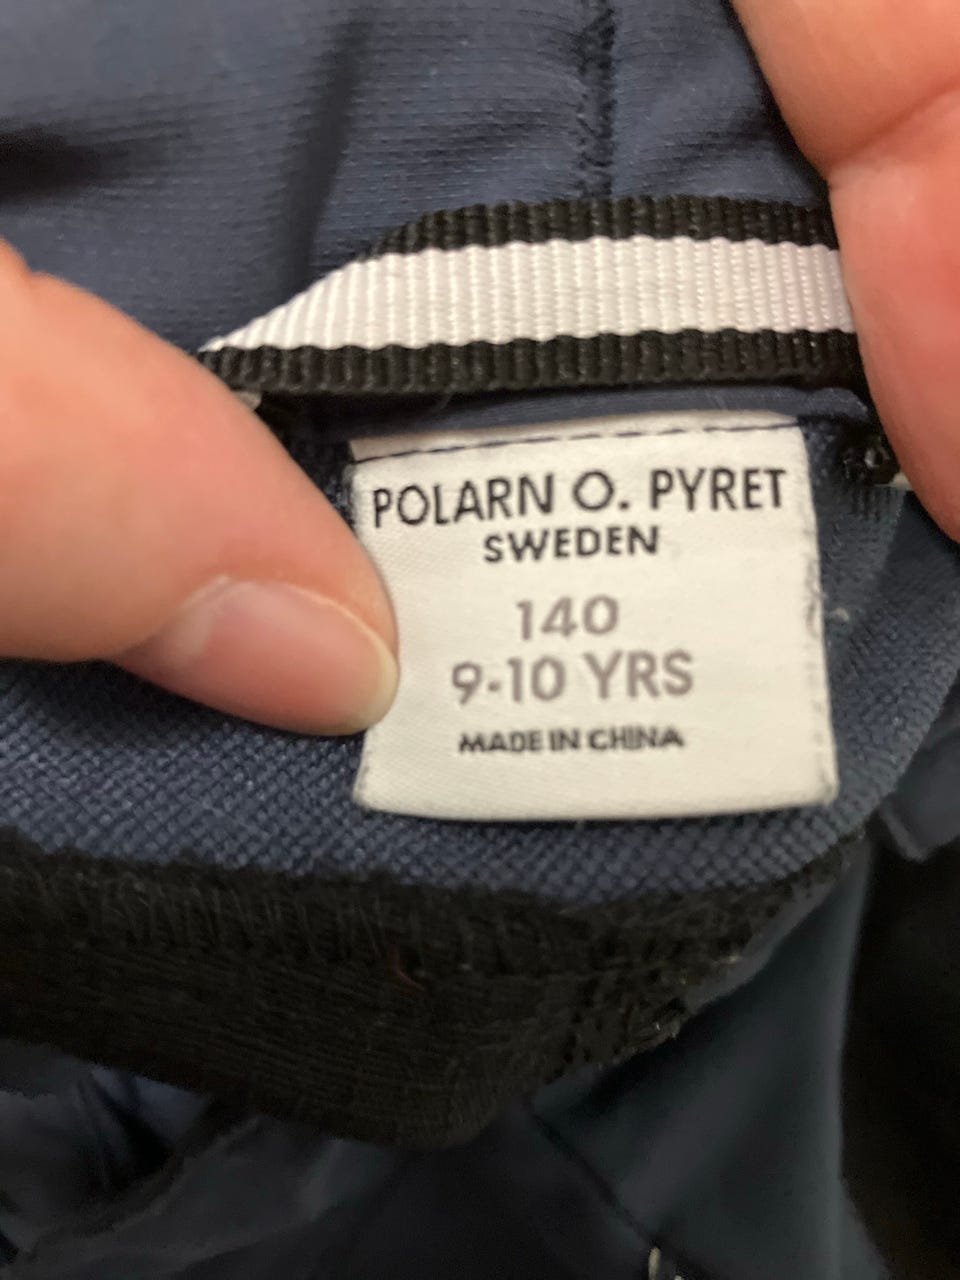 POLARN O. PYRET
SWEDEN
140
9-10 YRS
MADE IN CHINA